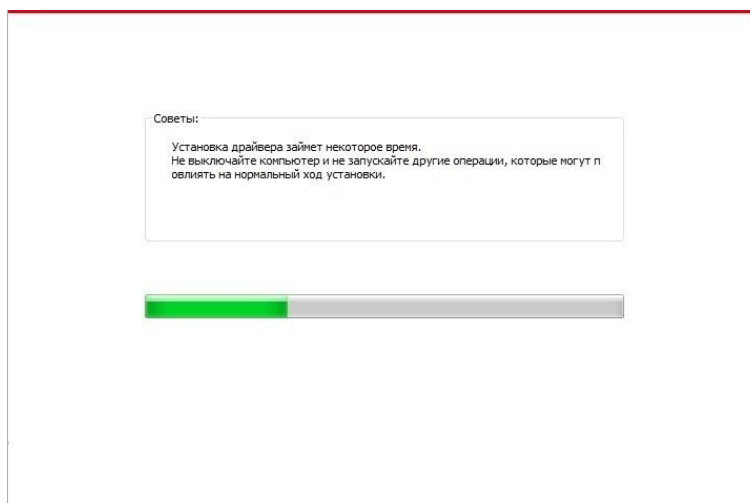 Советы:
Установка драйвера займет некоторое время.
Не выключайте компьютер и не запускайте другие операции, которые могут п
овлиять на нормальный ход установки.